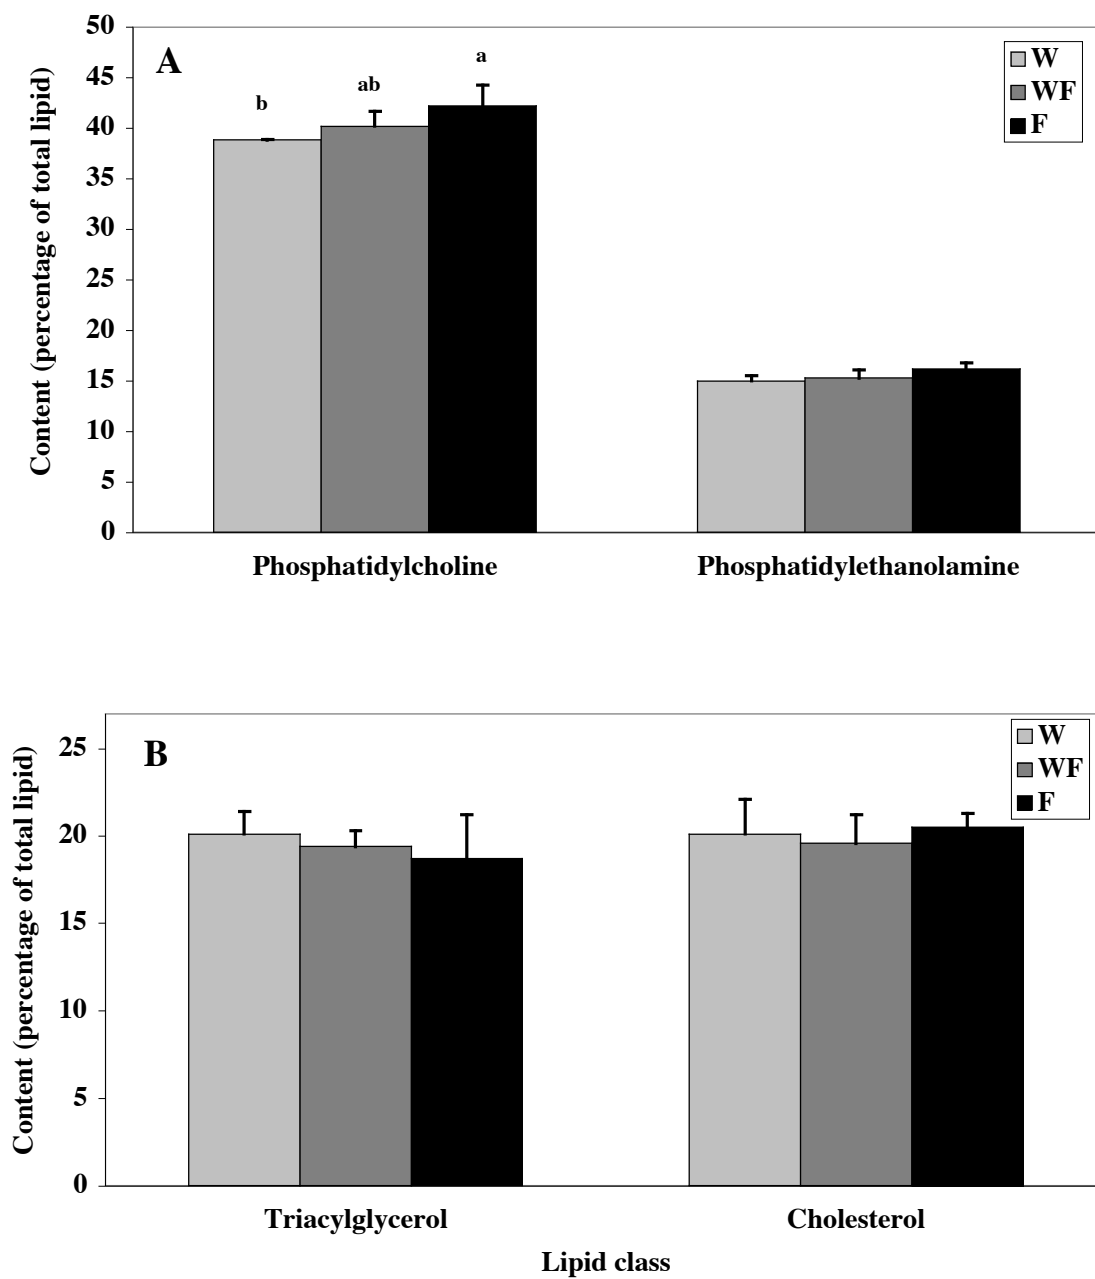 50
A
a
W
45
ab
WF
b
40
F
35
30
25
20
15
10
5
0
Content (percentage of total lipid)
Phosphatidylcholine
Phosphatidylethanolamine
B
W
25
WF
F
20
15
10
5
0
Content (percentage of total lipid)
Triacylglycerol
Cholesterol
Lipid class